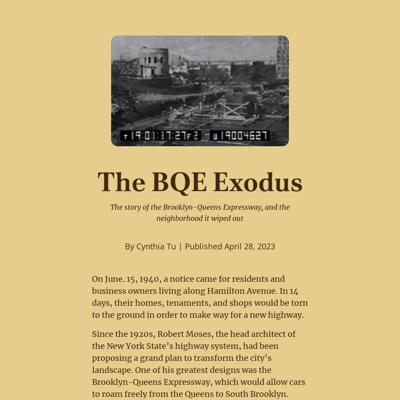 T 19:01:17:27F2 - W19004627
The BQE Exodus
The story of the Brooklyn-Queens Expressway, and the
neighborhood it wiped out
By Cynthia Tu | Published April 28, 2023
On June. 15, 1940, a notice came for residents and
business owners living along Hamilton Avenue. In 14
days, their homes, tenaments, and shops would be torn
to the ground in order to make way for a new highway.
Since the 1920s, Robert Moses, the head architect of
the New York State's highway system, had been
proposing a grand plan to transform the city's
landscape. One of his greatest designs was the
Brooklyn-Queens Expressway, which would allow cars
to roam freely from the Queens to South Brooklyn.